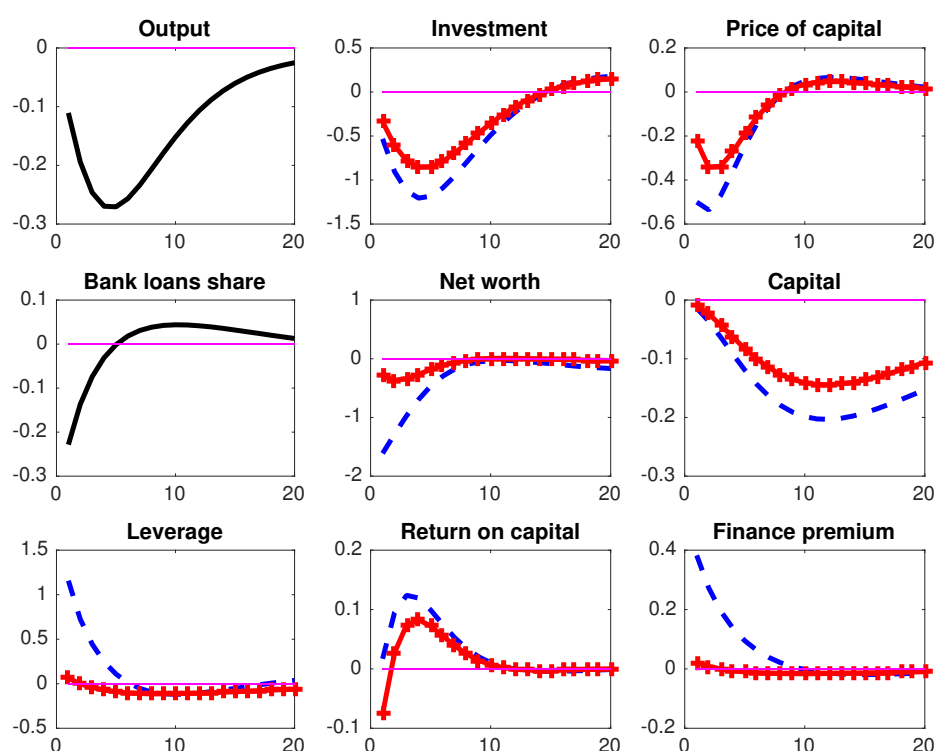 Output
0
-0.1
-0.2
-0.3
0 10 20
Investment
0.5
0
-0.5
-1
-1.5
0 10 20
Price of capital
0.2
0
-0.2
-0.4
-0.6
0 10 20
Bank loans share
0.1
0
-0.1
-0.2
-0.3
0 10 20
Net worth
1
0
-1
-2
0 10 20
Capital
0
-0.1
-0.2
-0.3
0 10 20
Leverage
1.5
1
0.5
0
-0.5
0 10 20
Return on capital
0.2
0.1
0
-0.1
0 10 20
Finance premium
0.4
0.2
0
-0.2
0 10 20